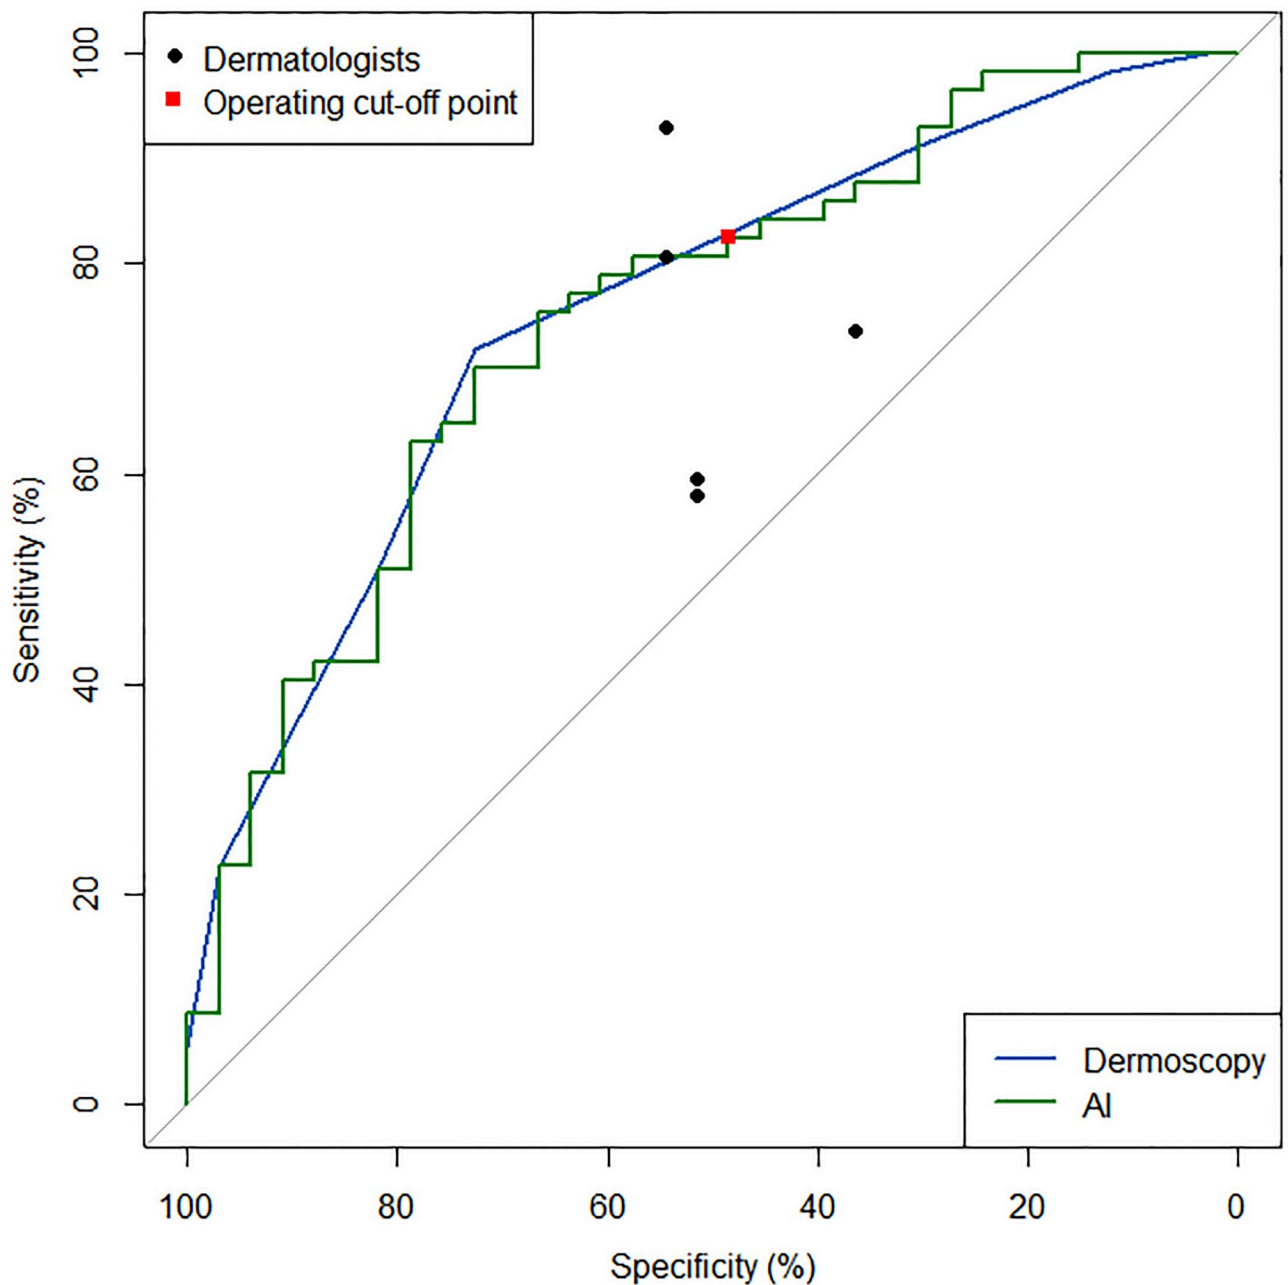 Dermatologists
Operating cut-off point
100
80
60
40
20
0
Sensitivity (%)
Dermoscopy
AI
100
80
60
40
20
0
Specificity (%)